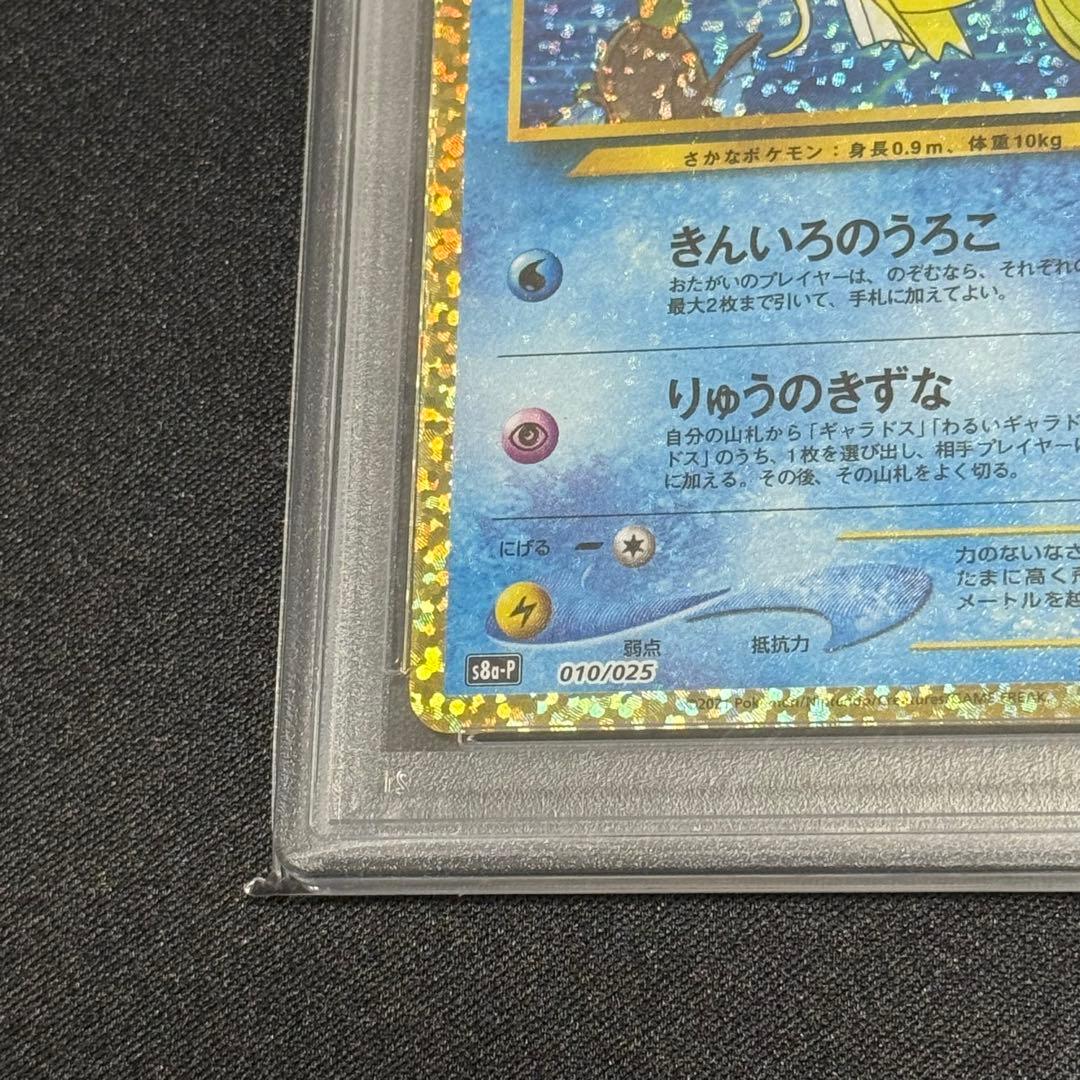 さかなポケモン：身長0.9m、体重10kg
きんいろのうろこ
おたがいのプレイヤーは、のぞむなら、それぞれの
最大2枚まで引いて、手札に加えてよい。
りゅうのきずな
自分の山札から「ギャラドス」「わるいギャラド
ドス」のうち、1枚を選び出し、相手プレイヤーに
に加える。その後、その山札をよく切る。
にげる
力のないなさ
たまに高く飛
メートルを越
弱点
抵抗力
s8a-P 010/025
©2021 Pokémon/Nintendo/Creatures/GAME FREAK